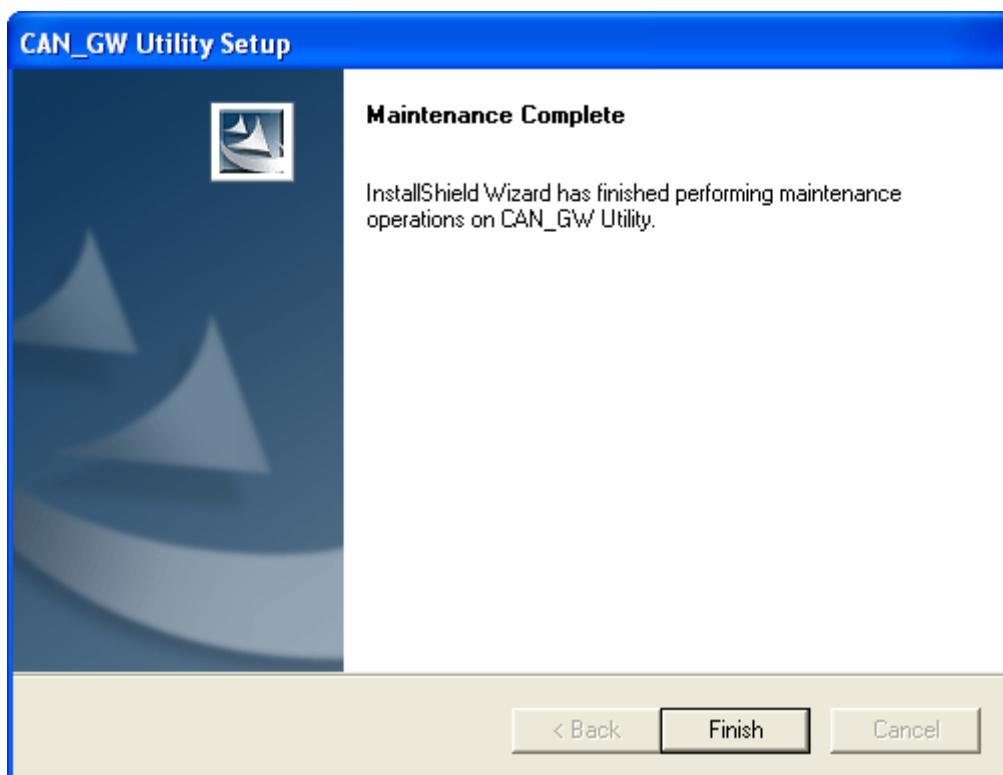 CAN_GW Utility Setup
Maintenance Complete
InstallShield Wizard has finished performing maintenance
operations on CAN_GW Utility.
< Back
Finish
Cancel